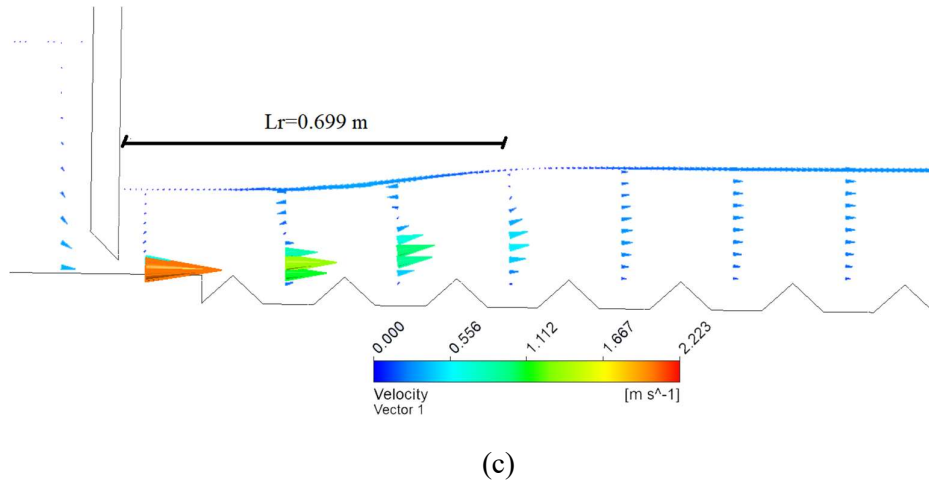 Lr=0.699 m
0.000
0.556
1.112
1.667
2.223
Velocity
Vector 1
[m s^-1]
(c)